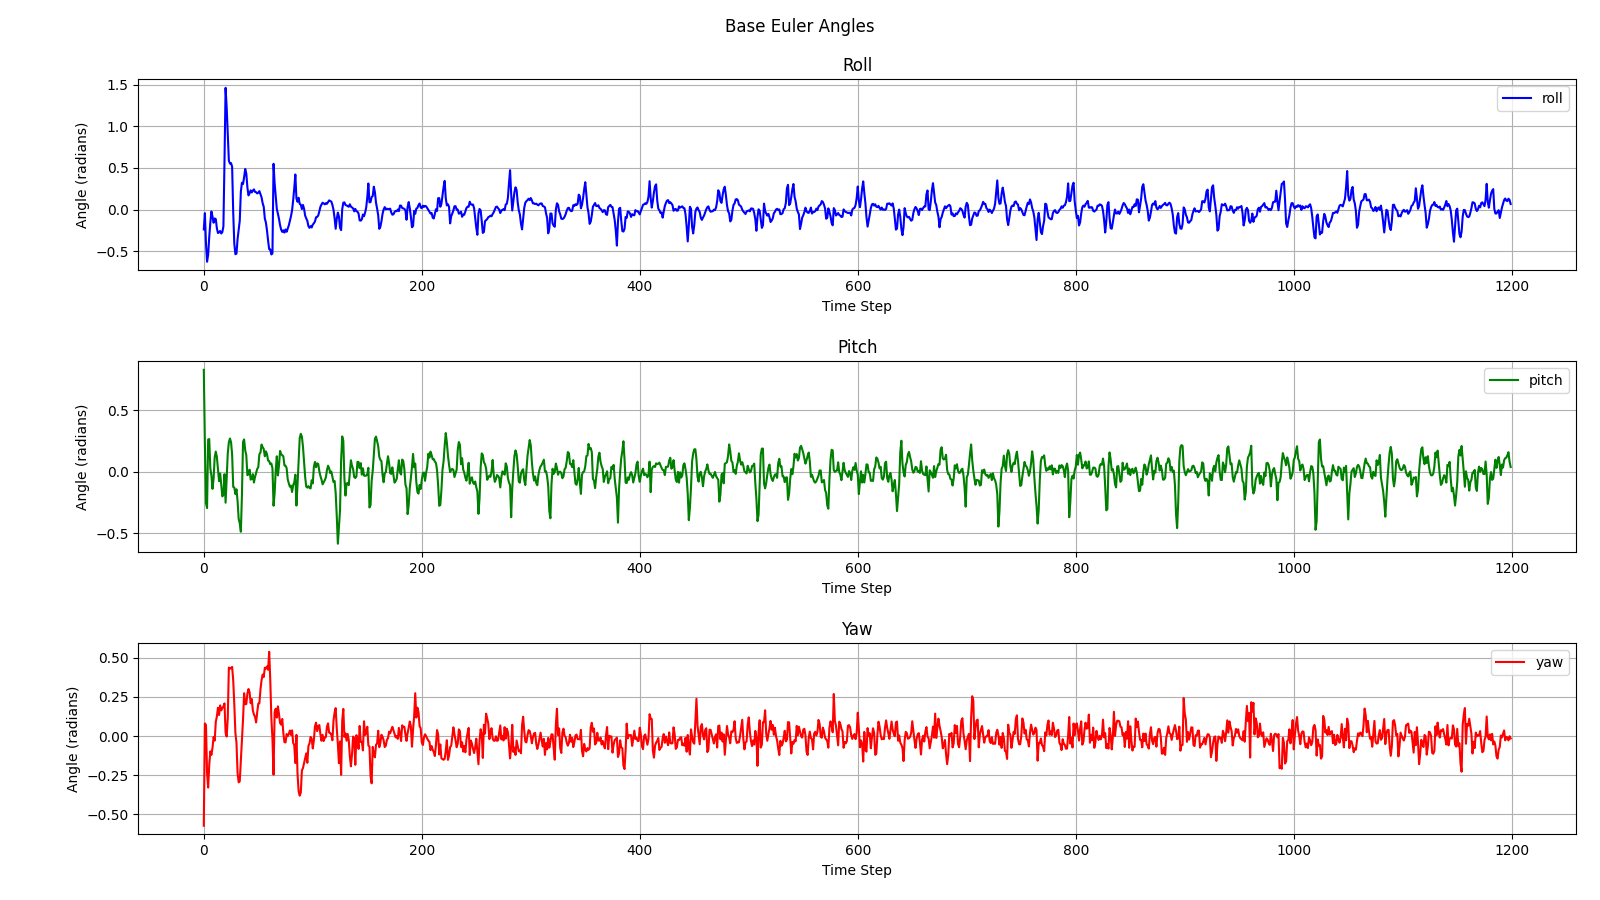 Base Euler Angles
Roll
1.5
1.0
0.5
0.0
−0.5
Angle (radians)
roll
0 200 400 600 800 1000 1200
Time Step
Pitch
0.5
0.0
−0.5
Angle (radians)
pitch
0 200 400 600 800 1000 1200
Time Step
Yaw
0.50
0.25
0.00
−0.25
−0.50
Angle (radians)
yaw
0 200 400 600 800 1000 1200
Time Step